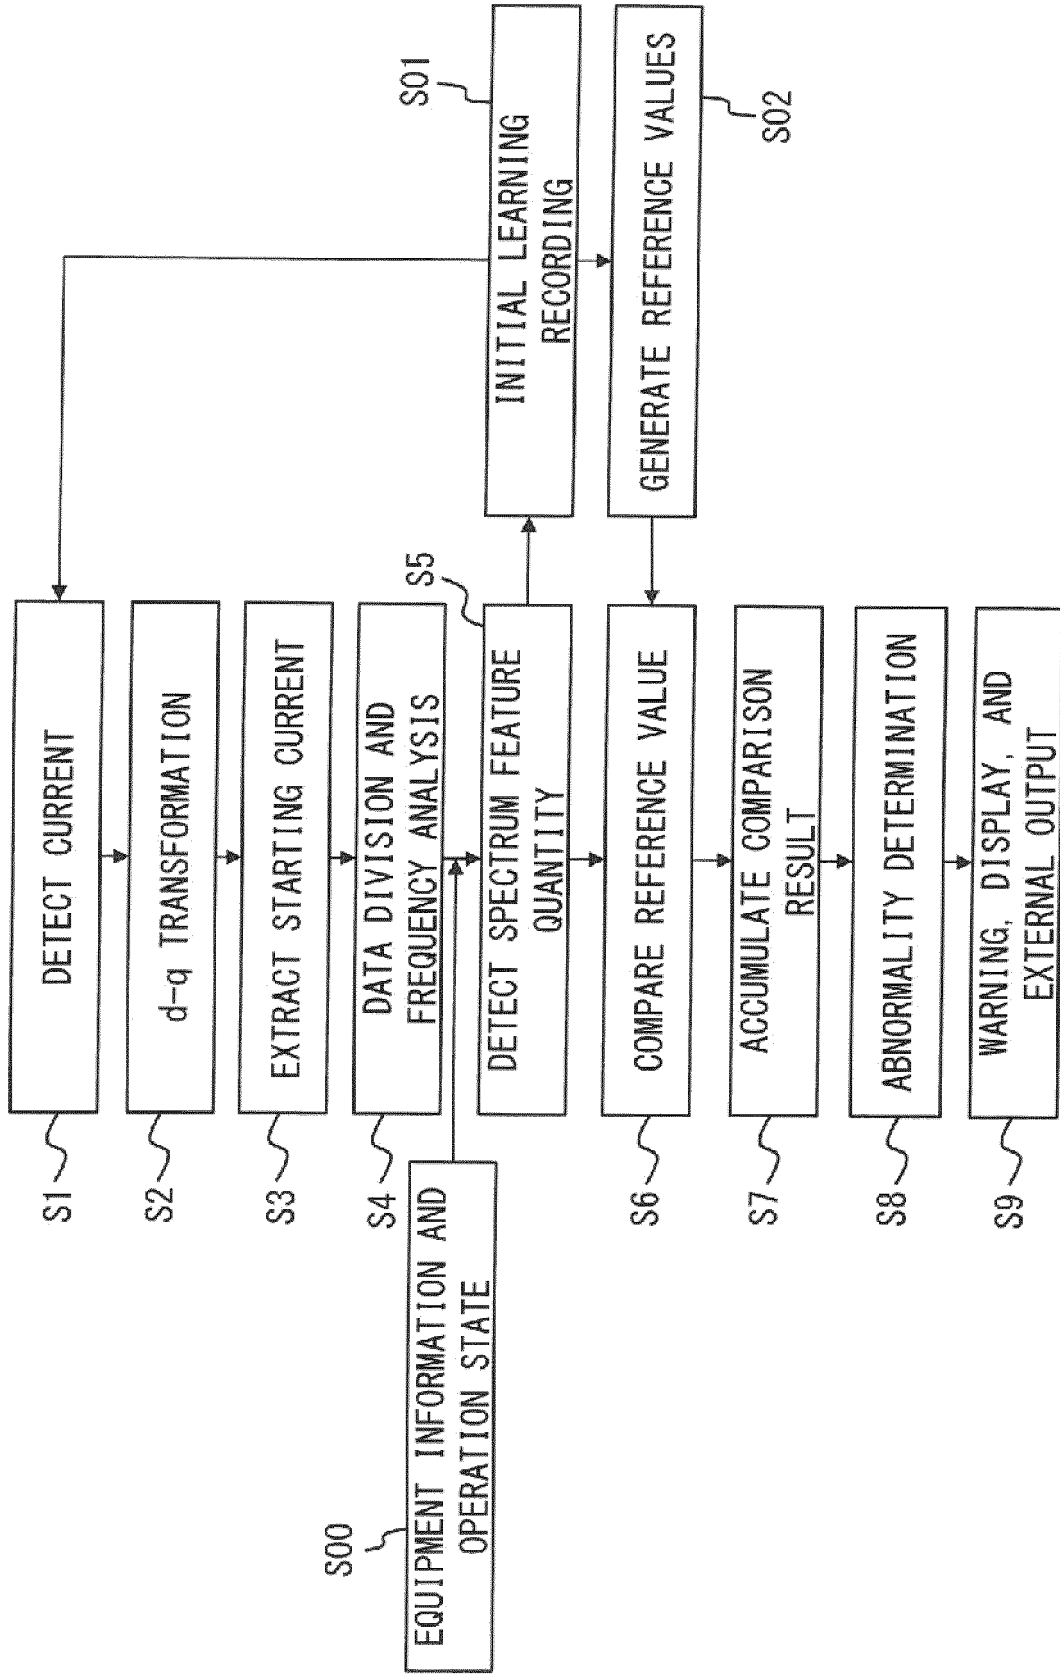 S1
DETECT CURRENT
S2
d-q TRANSFORMATION
S3
EXTRACT STARTING CURRENT
S4
DATA DIVISION AND
FREQUENCY ANALYSIS
S00
EQUIPMENT INFORMATION AND
OPERATION STATE
S5
DETECT SPECTRUM FEATURE
QUANTITY
S01
INITIAL LEARNING
RECORDING
S6
COMPARE REFERENCE VALUE
GENERATE REFERENCE VALUES
S02
S7
ACCUMULATE COMPARISON
RESULT
S8
ABNORMALITY DETERMINATION
S9
WARNING, DISPLAY, AND
EXTERNAL OUTPUT